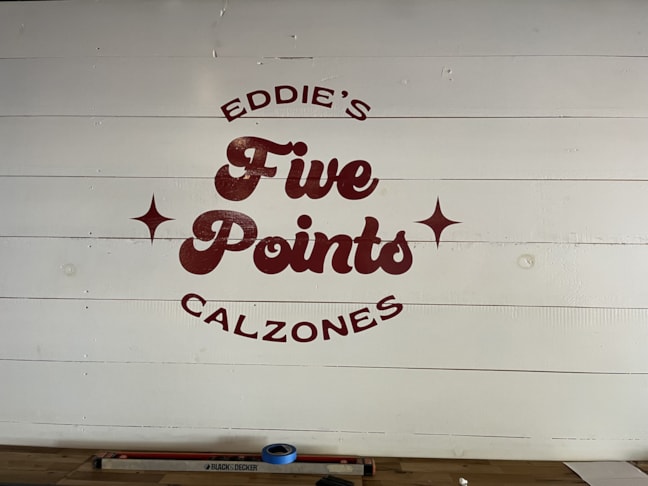 EDDIE'S
Five
Points
CALZONES
BLACK & DECKER